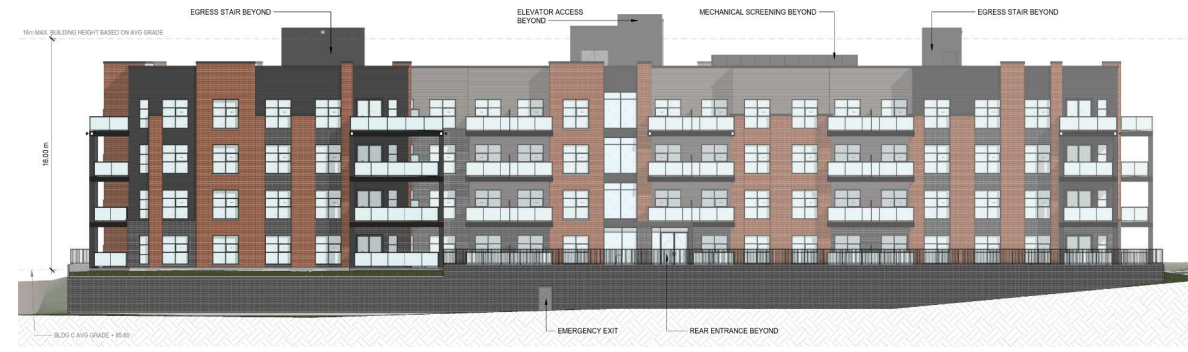 EGRESS STAIR BEYOND
ELEVATOR ACCESS
BEYOND
MECHANICAL SCREENING BEYOND
EGRESS STAIR BEYOND
16m MAX. BUILDING HEIGHT BASED ON AVG GRADE
16.00 m
BLDG C AVG GRADE + 85.80
EMERGENCY EXIT
REAR ENTRANCE BEYOND